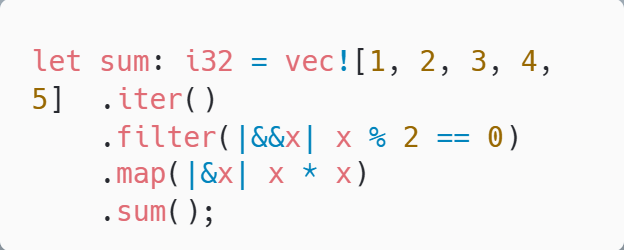 let sum: i32 = vec![1, 2, 3, 4,
5]  .iter()
    .filter(|&&x| x % 2 == 0)
    .map(|&x| x * x)
    .sum();